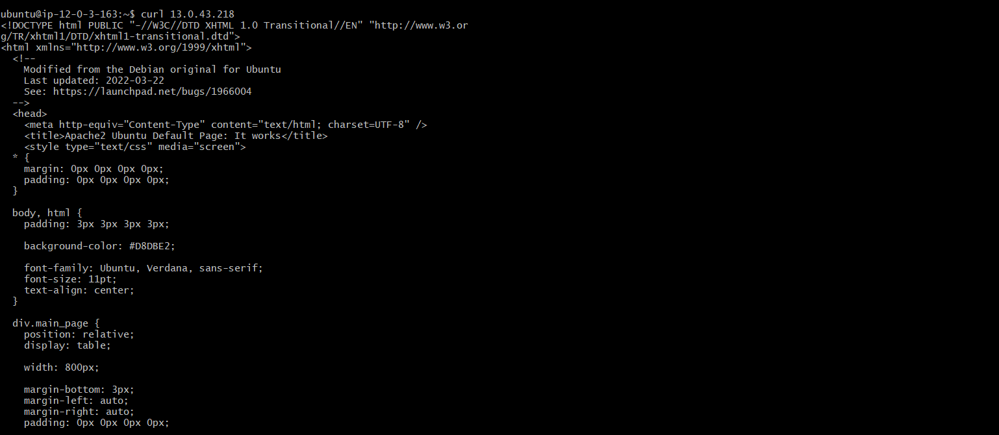 ubuntu@ip-12-0-3-163:~$ curl 13.0.43.218
<!DOCTYPE html PUBLIC "-//W3C//DTD XHTML 1.0 Transitional//EN" "http://www.w3.or
g/TR/xhtml1/DTD/xhtml1-transitional.dtd">
<html xmlns="http://www.w3.org/1999/xhtml">
  <!--
    Modified from the Debian original for Ubuntu
    Last updated: 2022-03-22
    See: https://launchpad.net/bugs/1966004
  -->
  <head>
    <meta http-equiv="Content-Type" content="text/html; charset=UTF-8" />
    <title>Apache2 Ubuntu Default Page: It works</title>
    <style type="text/css" media="screen">
  * {
    margin: 0px 0px 0px 0px;
    padding: 0px 0px 0px 0px;
  }

  body, html {
    padding: 3px 3px 3px 3px;

    background-color: #D8DBE2;

    font-family: Ubuntu, Verdana, sans-serif;
    font-size: 11pt;
    text-align: center;
  }

  div.main_page {
    position: relative;
    display: table;

    width: 800px;

    margin-bottom: 3px;
    margin-left: auto;
    margin-right: auto;
    padding: 0px 0px 0px 0px;